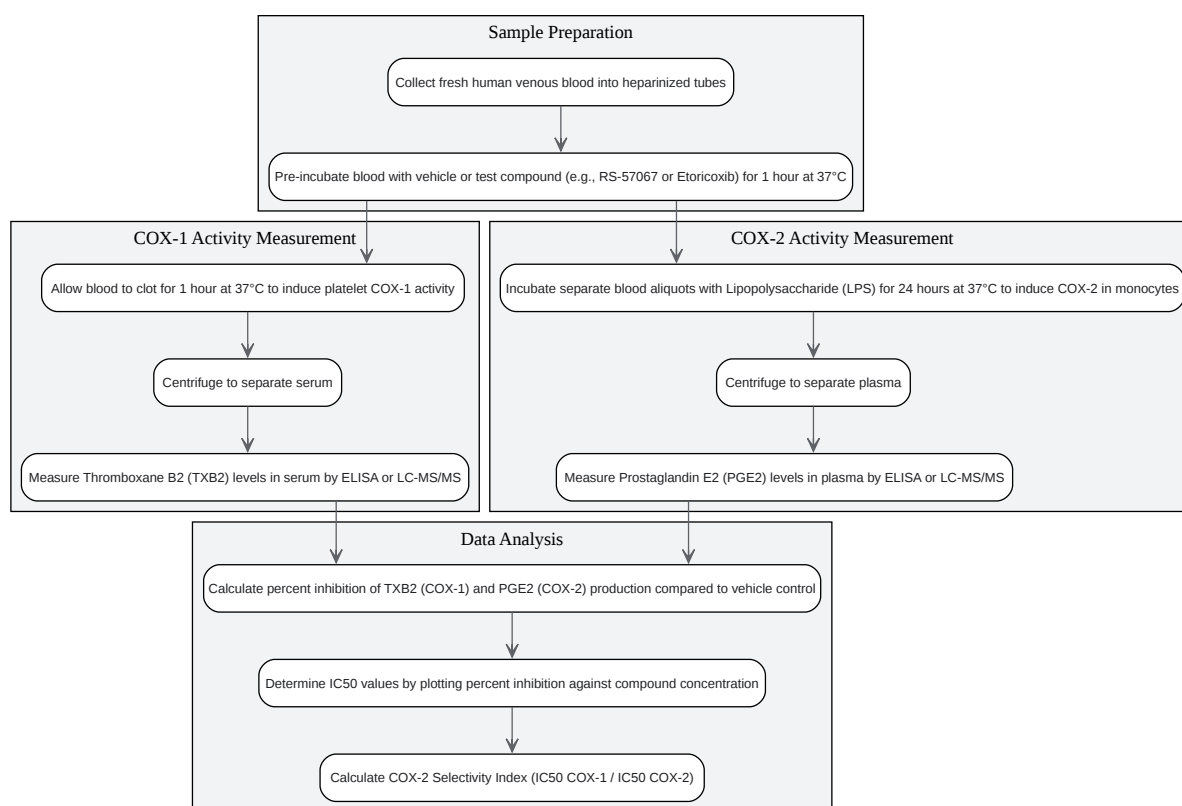 Sample Preparation
Collect fresh human venous blood into heparinized tubes
Pre-incubate blood with vehicle or test compound (e.g., RS-57067 or Etoricoxib) for 1 hour at 37°C
COX-1 Activity Measurement
Allow blood to clot for 1 hour at 37°C to induce platelet COX-1 activity
Centrifuge to separate serum
Measure Thromboxane B2 (TXB2) levels in serum by ELISA or LC-MS/MS
COX-2 Activity Measurement
Incubate separate blood aliquots with Lipopolysaccharide (LPS) for 24 hours at 37°C to induce COX-2 in monocytes
Centrifuge to separate plasma
Measure Prostaglandin E2 (PGE2) levels in plasma by ELISA or LC-MS/MS
Data Analysis
Calculate percent inhibition of TXB2 (COX-1) and PGE2 (COX-2) production compared to vehicle control
Determine IC50 values by plotting percent inhibition against compound concentration
Calculate COX-2 Selectivity Index (IC50 COX-1 / IC50 COX-2)